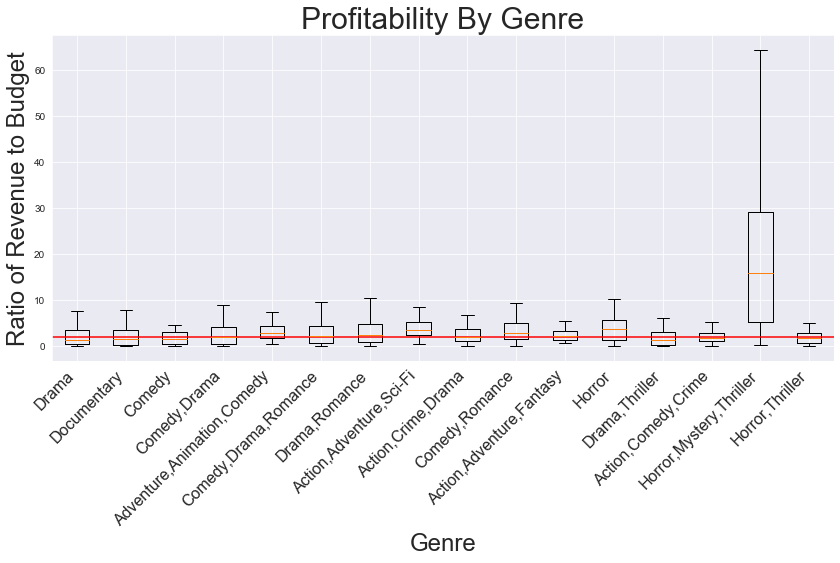 Profitability By Genre
Ratio of Revenue to Budget
60
50
40
30
20
10
0
Drama
Documentary
Comedy
Comedy,Drama
Adventure,Animation,Comedy
Comedy,Drama,Romance
Drama,Romance
Action,Adventure,Sci-Fi
Action,Crime,Drama
Comedy,Romance
Action,Adventure,Fantasy
Horror
Drama,Thriller
Action,Comedy,Crime
Horror,Mystery,Thriller
Horror,Thriller
Genre